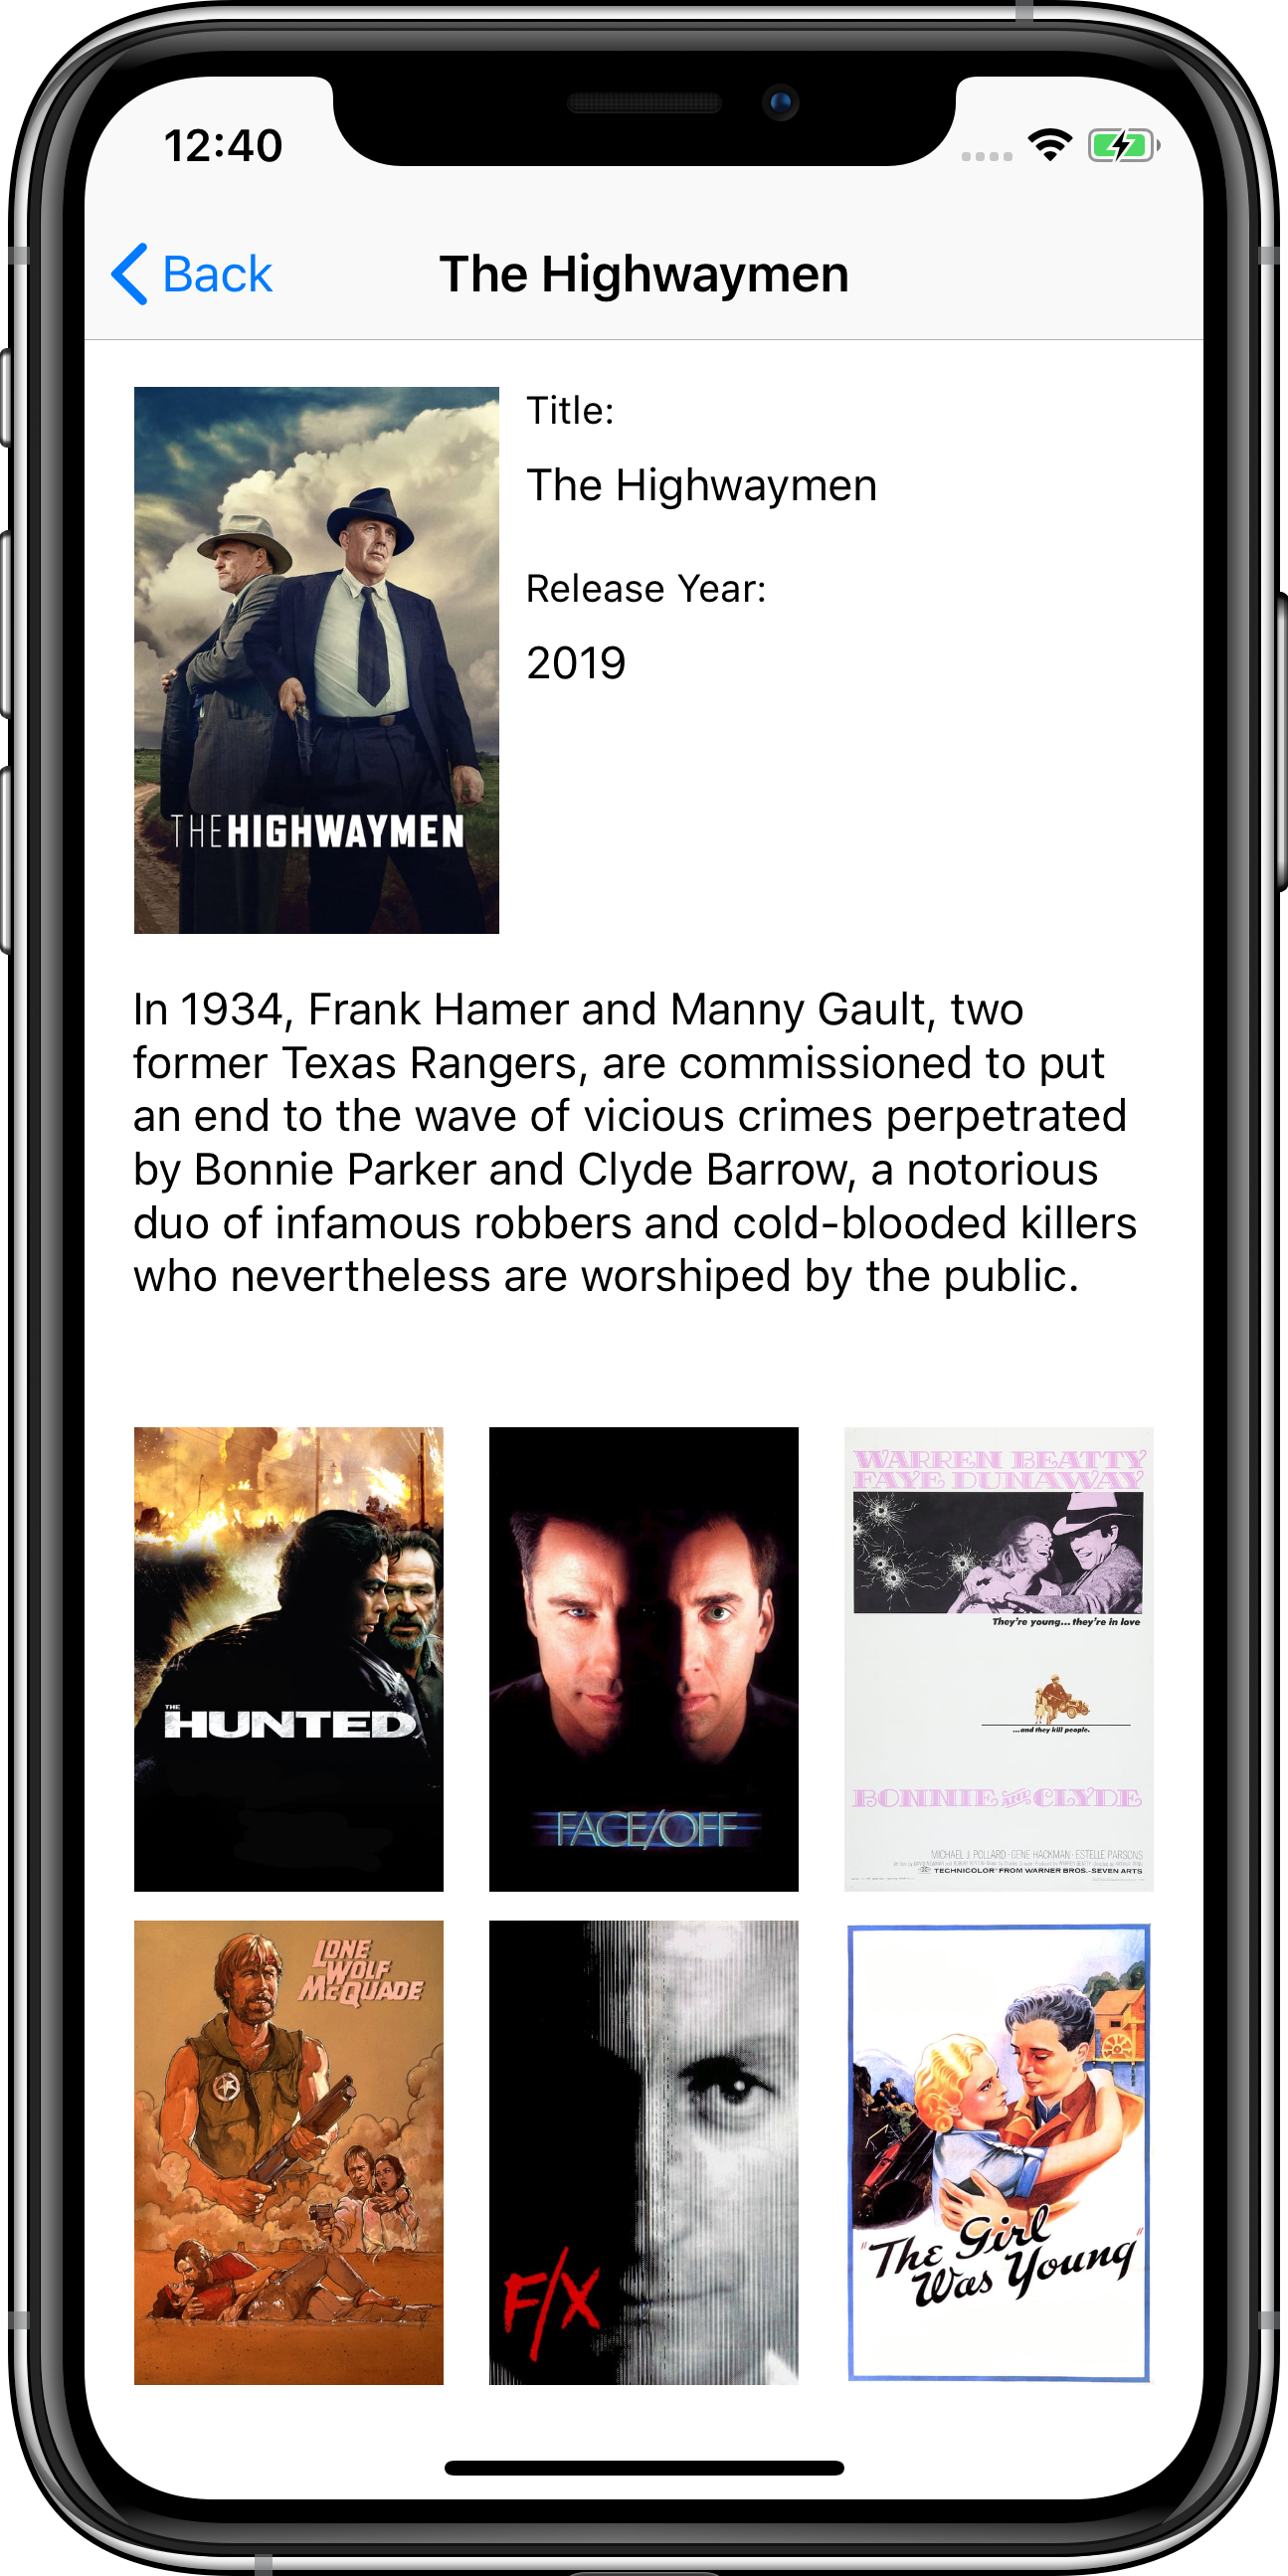 12:40
Back
The Highwaymen
Title:
The Highwaymen
Release Year:
2019
THE HIGHWAYMEN
In 1934, Frank Hamer and Manny Gault, two
former Texas Rangers, are commissioned to put
an end to the wave of vicious crimes perpetrated
by Bonnie Parker and Clyde Barrow, a notorious
duo of infamous robbers and cold-blooded killers
who nevertheless are worshiped by the public.
THE
HUNTED
FACE/OFF
WARREN BEATTY
FAYE DUNAWAY
They're young... they're in love
...and they kill people.
BONNIE AND CLYDE
MICHAEL J. POLLARD · GENE HACKMAN · ESTELLE PARSONS
TECHNICOLOR® FROM WARNER BROS.-SEVEN ARTS
LONE
WOLF
McQUADE
F/X
"The Girl
Was Young"